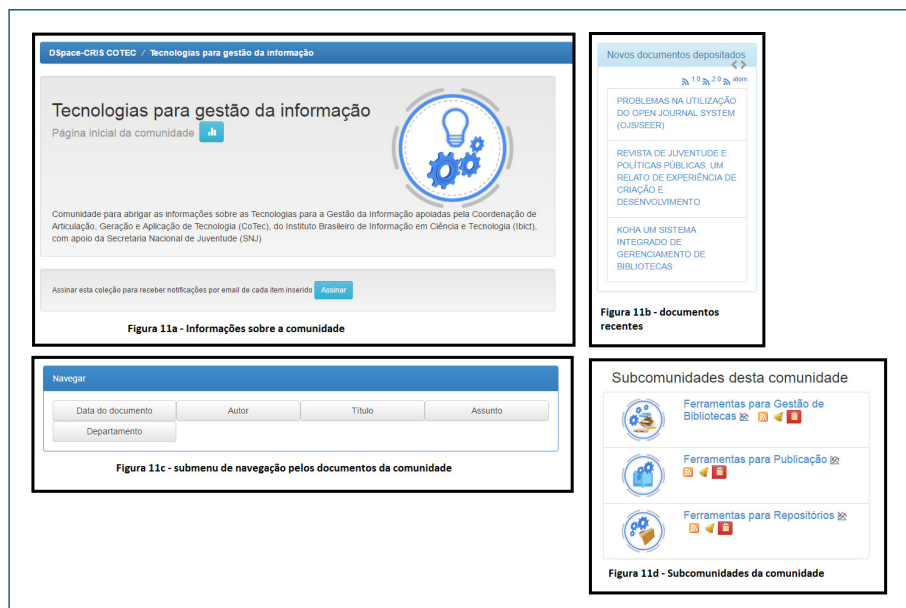 DSpace-CRIS COTEC / Tecnologias para gestão da informação
Tecnologias para gestão da informação
Página inicial da comunidade
Comunidade para abrigar as informações sobre as Tecnologias para a Gestão da Informação apoiadas pela Coordenação de
Articulação, Geração e Aplicação de Tecnologia (CoTec), do Instituto Brasileiro de Informação em Ciência e Tecnologia (Ibict),
com apoio da Secretaria Nacional de Juventude (SNJ)
Assinar esta coleção para receber notificações por email de cada item inserido Assinar
Figura 11a - Informações sobre a comunidade
Novos documentos depositados
1.0 2.0 atom
PROBLEMAS NA UTILIZAÇÃO
DO OPEN JOURNAL SYSTEM
(OJS/SEER)
REVISTA DE JUVENTUDE E
POLÍTICAS PÚBLICAS: UM
RELATO DE EXPERIÊNCIA DE
CRIAÇÃO E
DESENVOLVIMENTO
KOHA UM SISTEMA
INTEGRADO DE
GERENCIAMENTO DE
BIBLIOTECAS
Figura 11b - documentos
recentes
Navegar
Data do documento Autor Título Assunto
Departamento
Figura 11c - submenu de navegação pelos documentos da comunidade
Subcomunidades desta comunidade
Ferramentas para Gestão de
Bibliotecas
Ferramentas para Publicação
Ferramentas para Repositórios
Figura 11d - Subcomunidades da comunidade